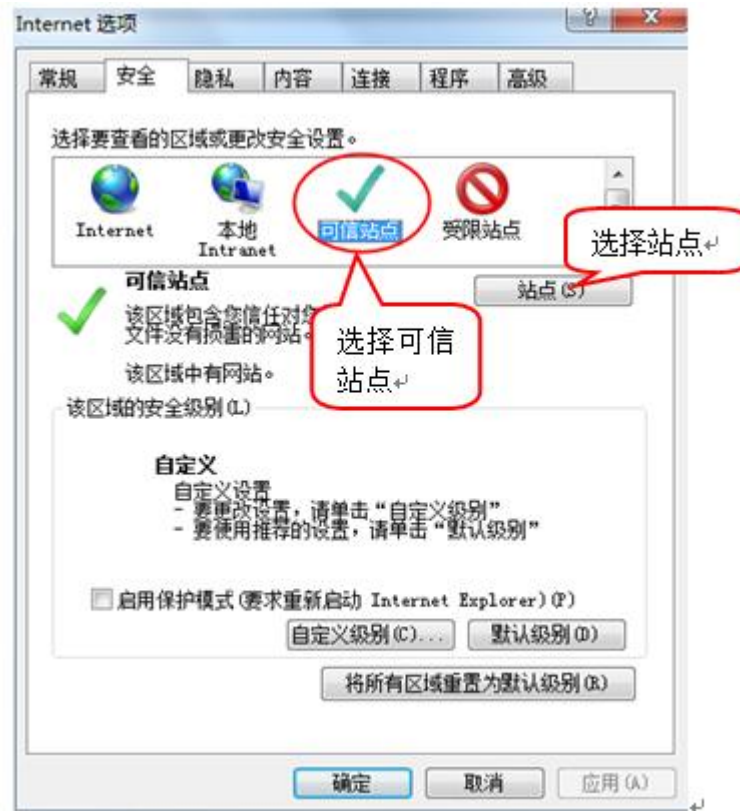 Internet 选项
常规 安全 隐私 内容 连接 程序 高级
选择要查看的区域或更改安全设置。
Internet
本地
Intranet
可信站点
受限站点
选择站点
可信站点
站点(S)
该区域包含您信任对您
文件没有损害的网站。
选择可信
站点
该区域中有网站。
该区域的安全级别(L)
自定义
自定义设置
- 要更改设置，请单击“自定义级别”
- 要使用推荐的设置，请单击“默认级别”
启用保护模式(要求重新启动 Internet Explorer)(P)
自定义级别(C)... 默认级别(D)
将所有区域重置为默认级别(R)
确定 取消 应用(A)